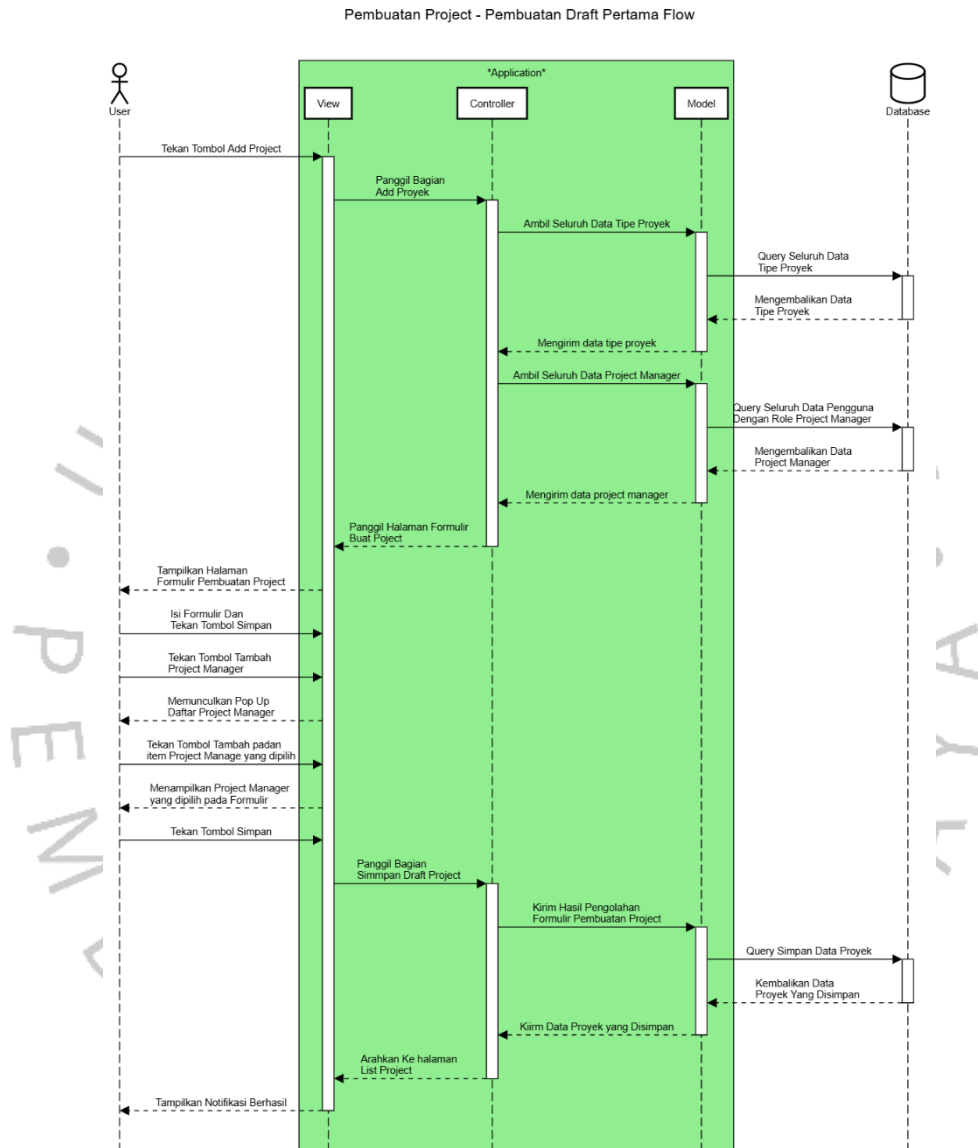 Pembuatan Project - Pembuatan Draft Pertama Flow
*Application*
User
View
Controller
Model
Database
Tekan Tombol Add Project
Panggil Bagian
Add Proyek
Ambil Seluruh Data Tipe Proyek
Query Seluruh Data
Tipe Proyek
Mengembalikan Data
Tipe Proyek
Mengirim data tipe proyek
Ambil Seluruh Data Project Manager
Query Seluruh Data Pengguna
Dengan Role Project Manager
Mengembalikan Data
Project Manager
Mengirim data project manager
Panggil Halaman Formulir
Buat Poject
Tampilkan Halaman
Formulir Pembuatan Project
Isi Formulir Dan
Tekan Tombol Simpan
Tekan Tombol Tambah
Project Manager
Memunculkan Pop Up
Daftar Project Manager
Tekan Tombol Tambah padan
item Project Manage yang dipilih
Menampilkan Project Manager
yang dipilih pada Formulir
Tekan Tombol Simpan
Panggil Bagian
Simmpan Draft Project
Kirim Hasil Pengolahan
Formulir Pembuatan Project
Query Simpan Data Proyek
Kembalikan Data
Proyek Yang Disimpan
Kiirm Data Proyek yang Disimpan
Arahkan Ke halaman
List Project
Tampilkan Notifikasi Berhasil